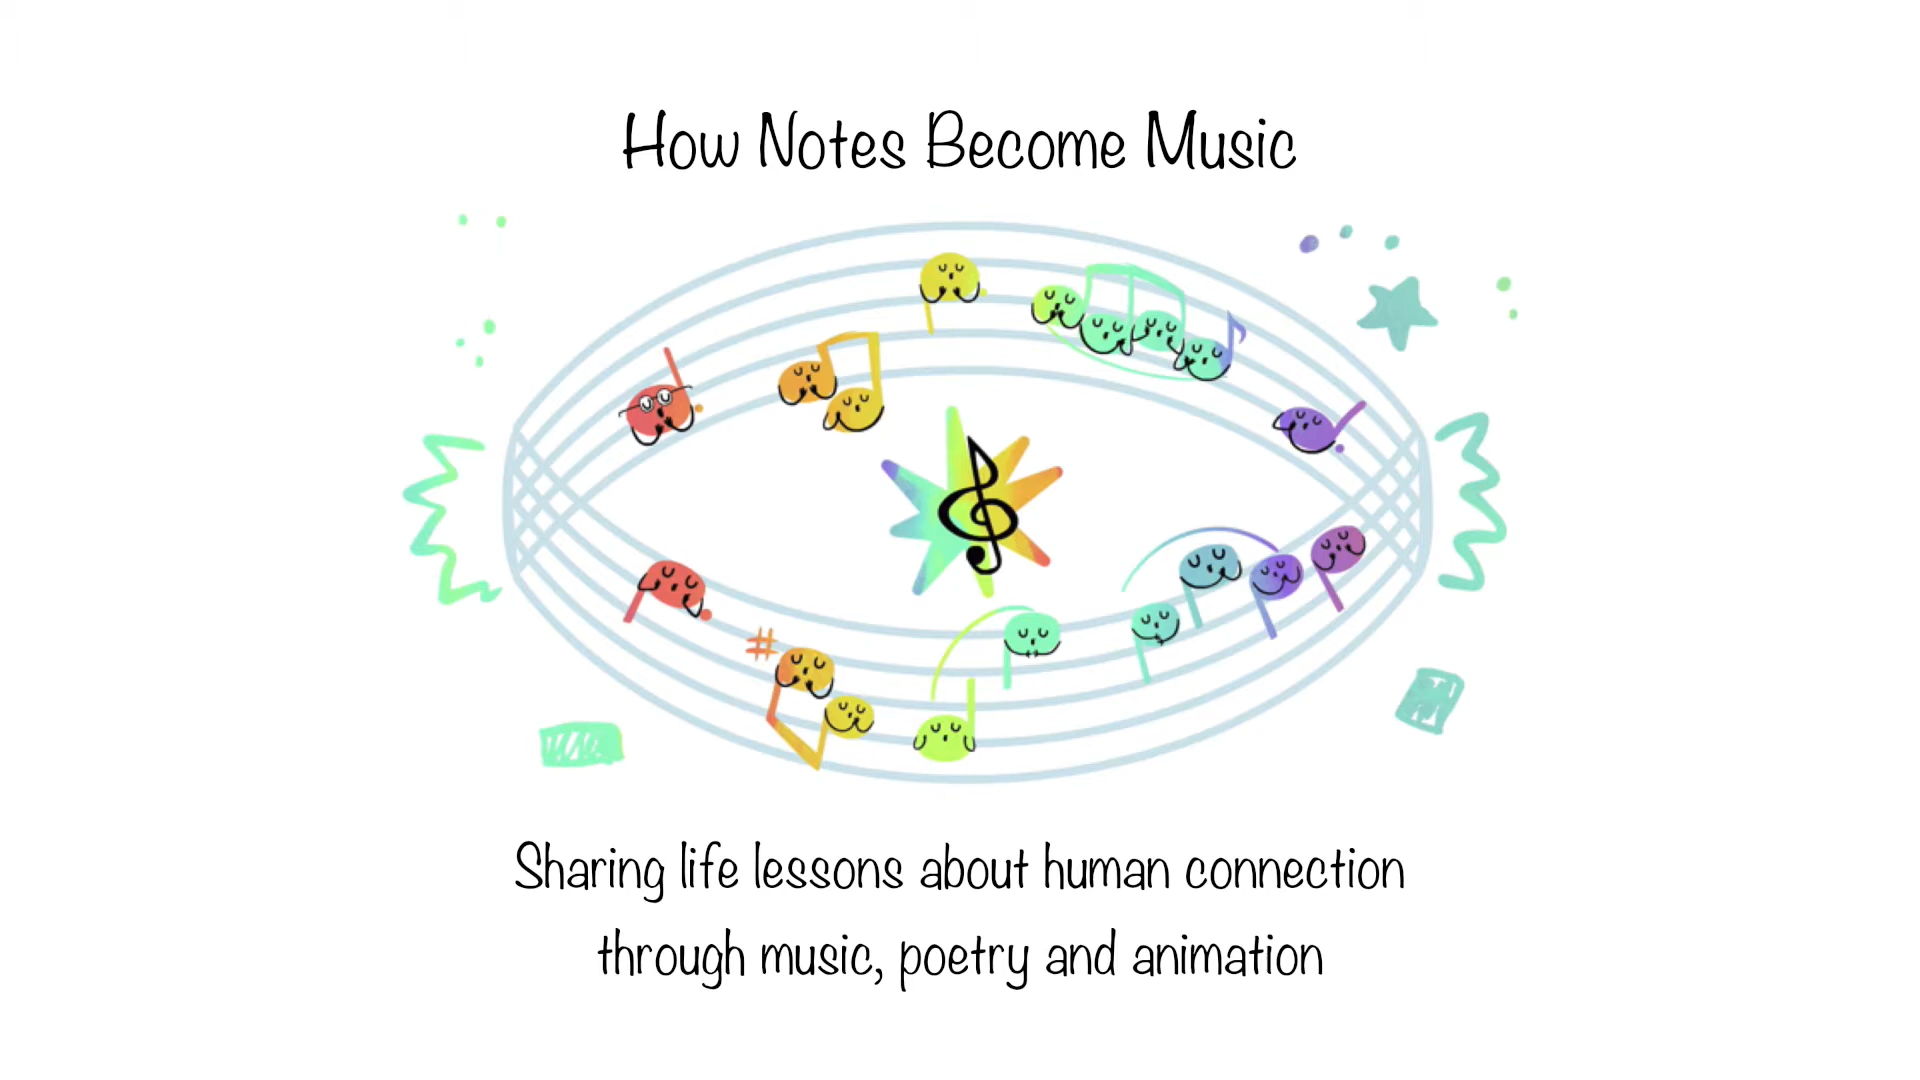 How Notes Become Music
Sharing life lessons about human connection
through music, poetry and animation